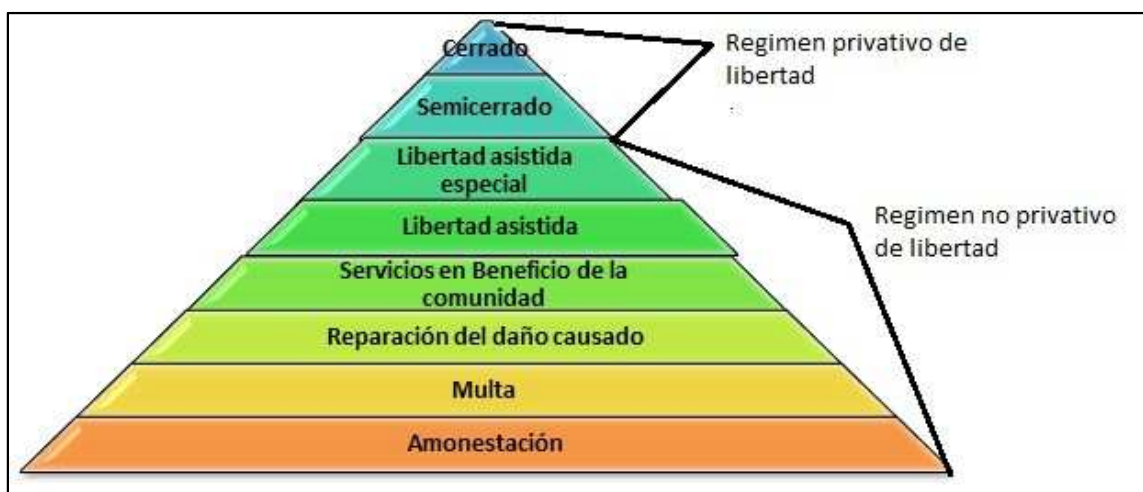 Cerrado
Semicerrado
Libertad asistida
especial
Libertad asistida
Servicios en Beneficio de la
comunidad
Reparación del daño causado
Multa
Amonestación
Regimen privativo de
libertad
Regimen no privativo
de libertad